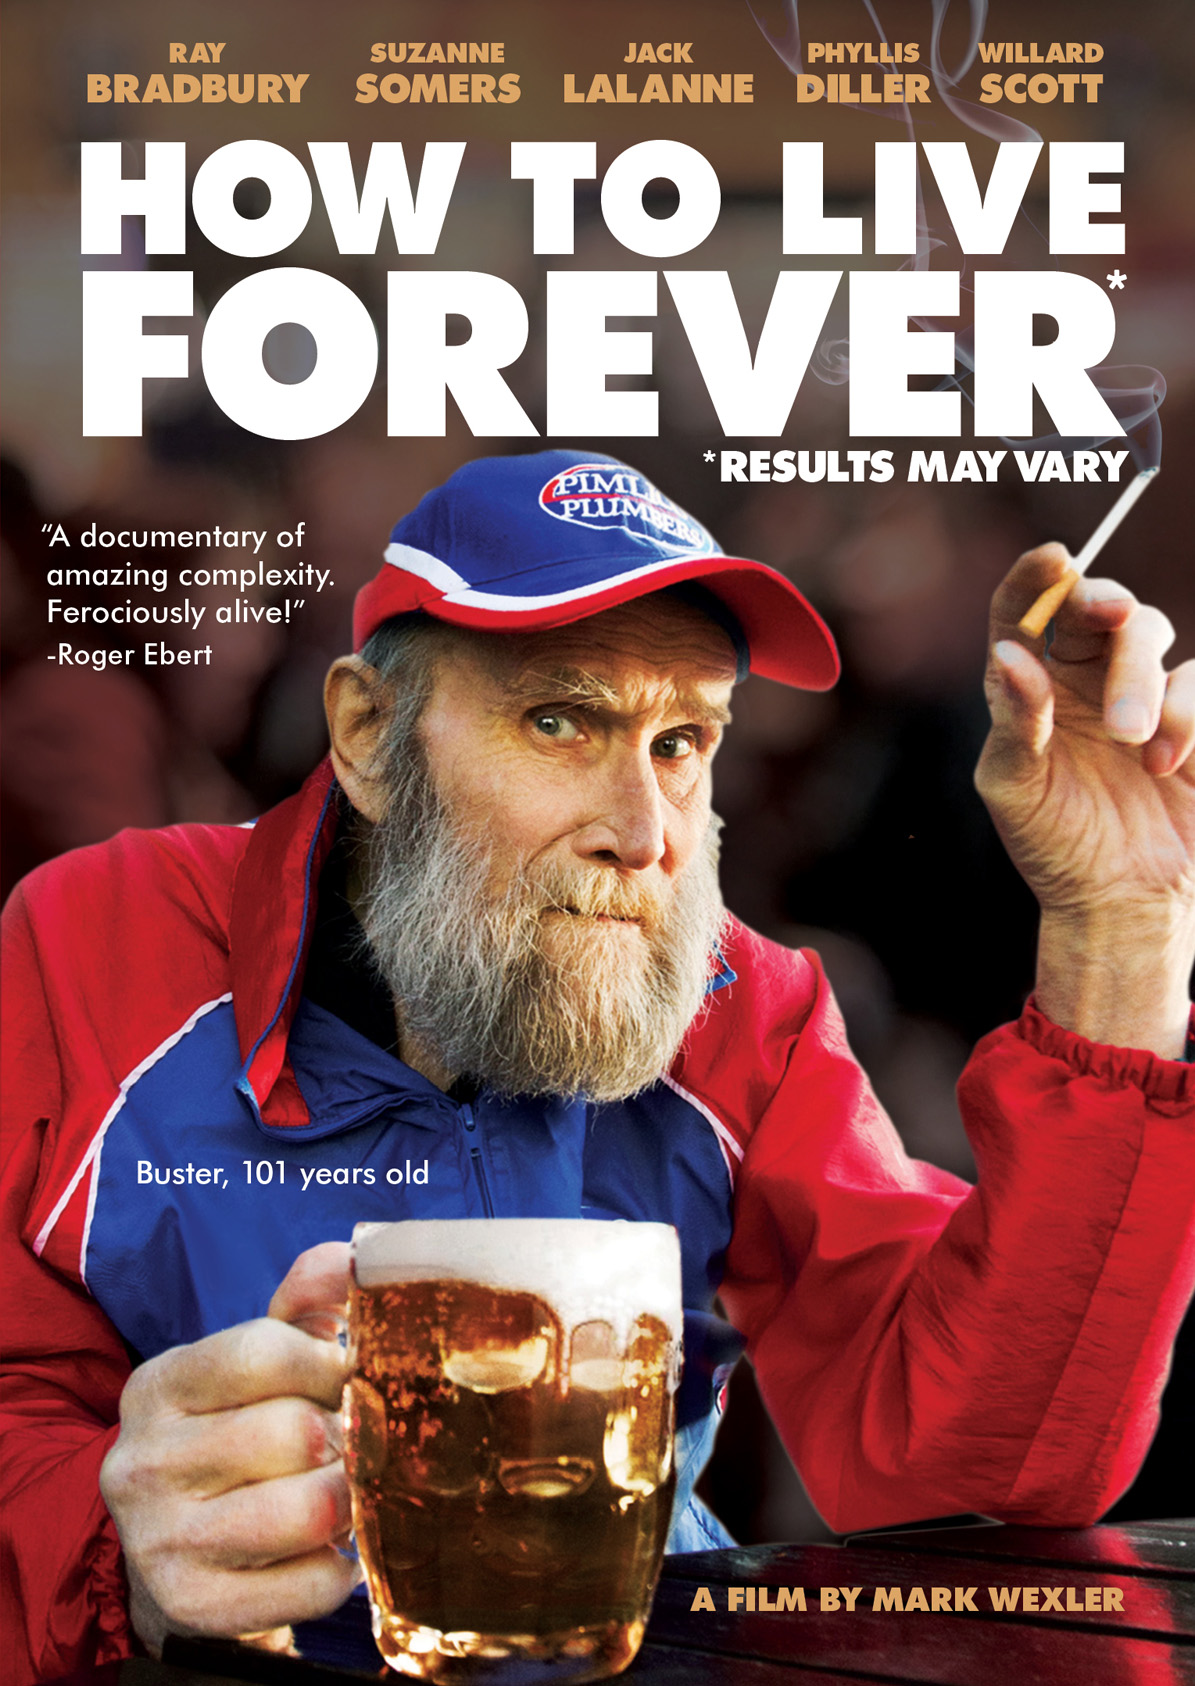 RAY
BRADBURY
SUZANNE
SOMERS
JACK
LALANNE
PHYLLIS
DILLER
WILLARD
SCOTT
HOW TO LIVE
FOREVER*
*RESULTS MAY VARY
PLUMBERS
“A documentary of
amazing complexity.
Ferociously alive!”
-Roger Ebert
Buster, 101 years old
A FILM BY MARK WEXLER